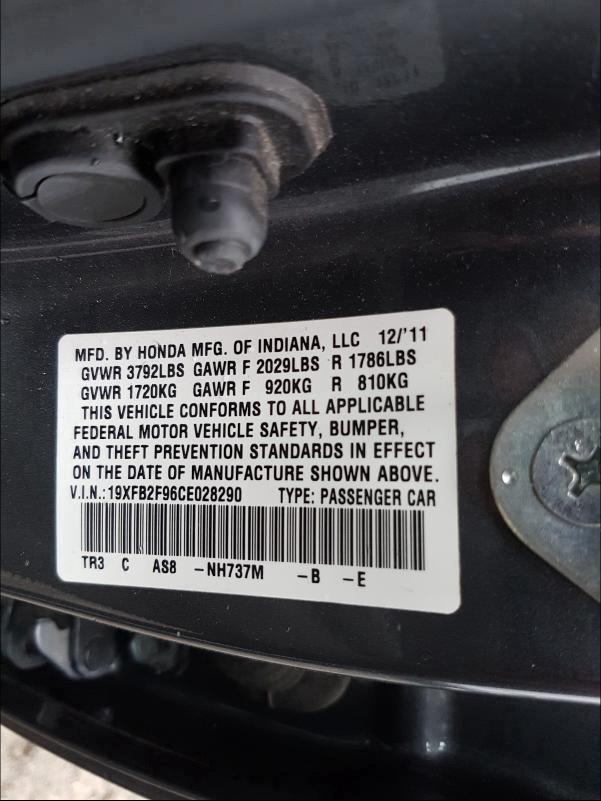 MFD. BY HONDA MFG. OF INDIANA, LLC 12/'11
GVWR 3792LBS GAWR F 2029LBS R 1786LBS
GVWR 1720KG GAWR F 920KG R 810KG
THIS VEHICLE CONFORMS TO ALL APPLICABLE
FEDERAL MOTOR VEHICLE SAFETY, BUMPER,
AND THEFT PREVENTION STANDARDS IN EFFECT
ON THE DATE OF MANUFACTURE SHOWN ABOVE.
V.I.N.:19XFB2F96CE028290 TYPE: PASSENGER CAR
TR3 C AS8 -NH737M -B -E